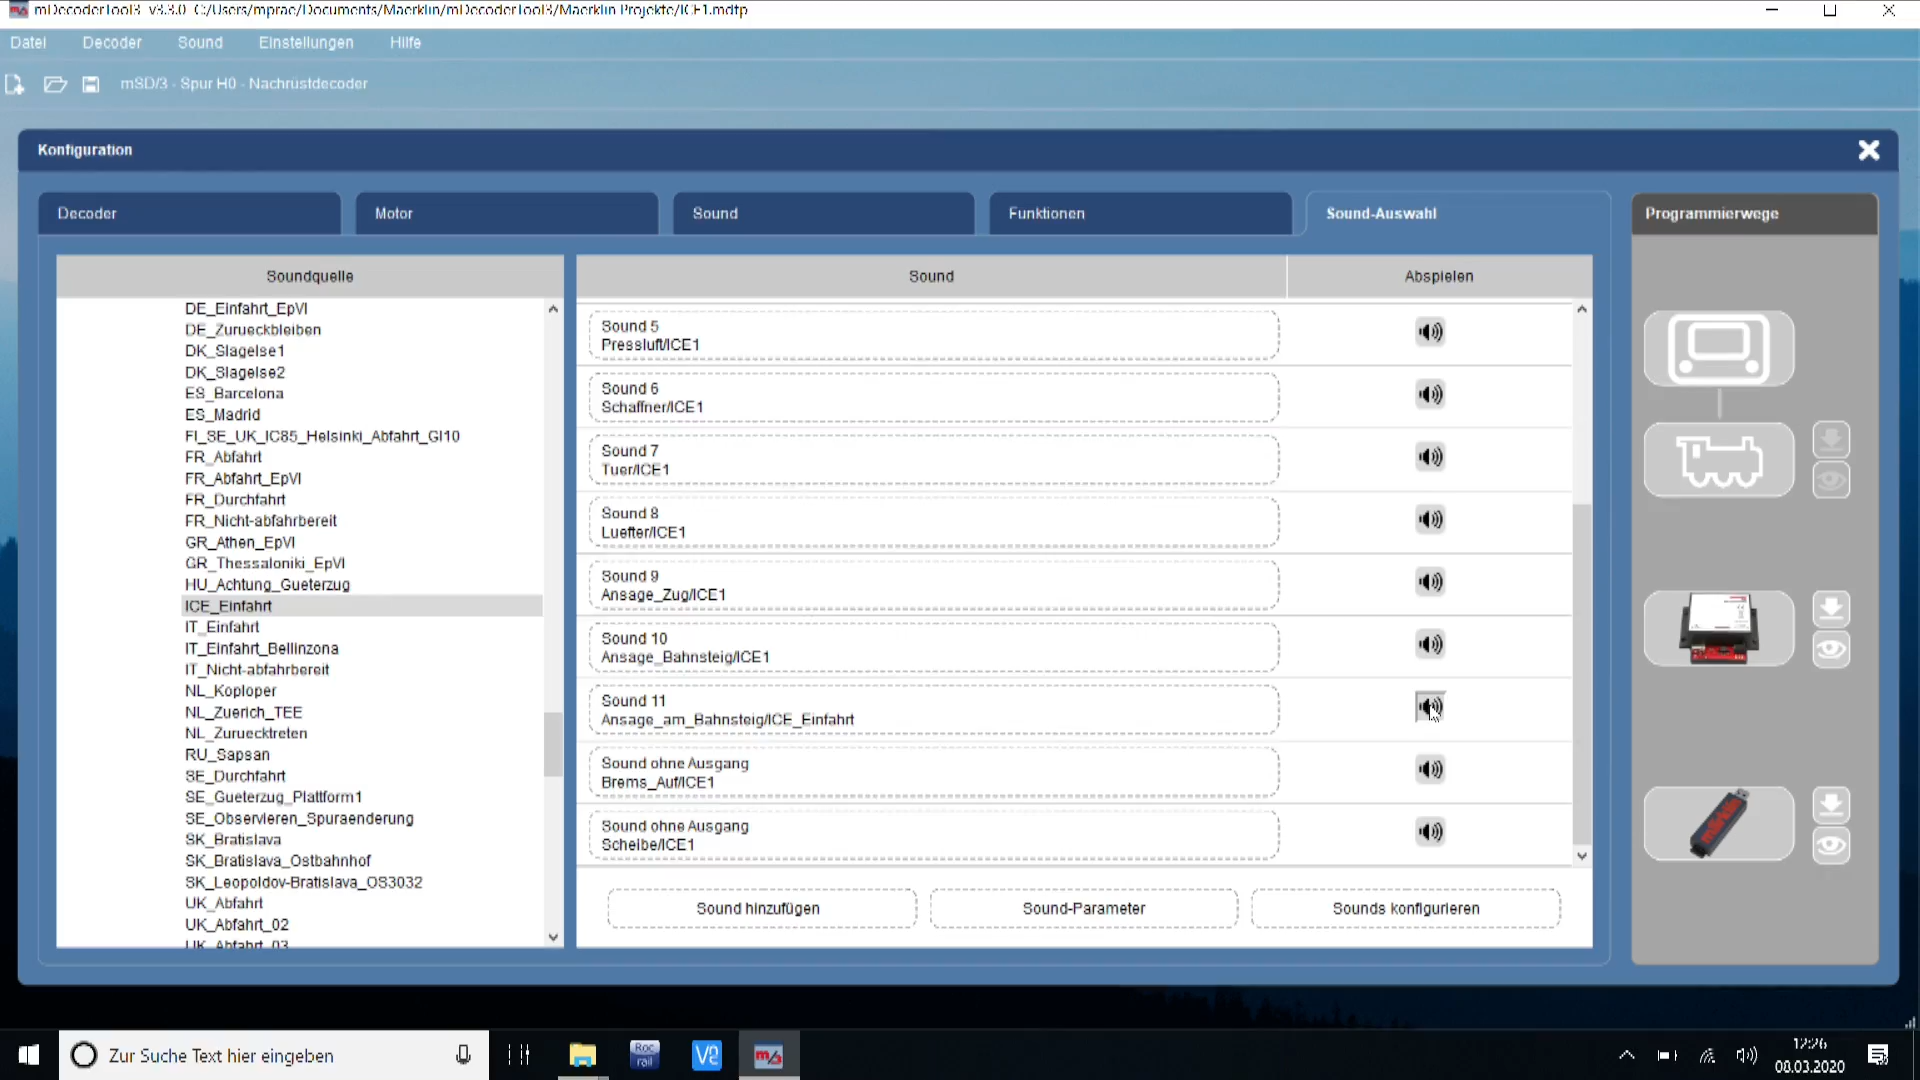 mDecoderTool3 v3.3.0 C:/Users/mprae/Documents/Maerklin/mDecoderTool3/Maerklin Projekte/ICE1.mdtp
Datei Decoder Sound Einstellungen Hilfe
mSD/3 - Spur H0 - Nachrüstdecoder
Konfiguration
Decoder Motor Sound Funktionen Sound-Auswahl
Programmierwege
Soundquelle
DE_Einfahrt_EpVI
DE_Zurueckbleiben
DK_Slagelse1
DK_Slagelse2
ES_Barcelona
ES_Madrid
FI_SE_UK_IC85_Helsinki_Abfahrt_Gl10
FR_Abfahrt
FR_Abfahrt_EpVI
FR_Durchfahrt
FR_Nicht-abfahrbereit
GR_Athen_EpVI
GR_Thessaloniki_EpVI
HU_Achtung_Gueterzug
ICE_Einfahrt
IT_Einfahrt
IT_Einfahrt_Bellinzona
IT_Nicht-abfahrbereit
NL_Koploper
NL_Zuerich_TEE
NL_Zuruecktreten
RU_Sapsan
SE_Durchfahrt
SE_Gueterzug_Plattform1
SE_Observieren_Spuraenderung
SK_Bratislava
SK_Bratislava_Ostbahnhof
SK_Leopoldov-Bratislava_OS3032
UK_Abfahrt
UK_Abfahrt_02
UK_Abfahrt_03
Sound Abspielen
Sound 5
Pressluft/ICE1
Sound 6
Schaffner/ICE1
Sound 7
Tuer/ICE1
Sound 8
Luefter/ICE1
Sound 9
Ansage_Zug/ICE1
Sound 10
Ansage_Bahnsteig/ICE1
Sound 11
Ansage_am_Bahnsteig/ICE_Einfahrt
Sound ohne Ausgang
Brems_Auf/ICE1
Sound ohne Ausgang
Scheibe/ICE1
Sound hinzufügen Sound-Parameter Sounds konfigurieren
märklin
Zur Suche Text hier eingeben
Roc
rail
12:26
08.03.2020